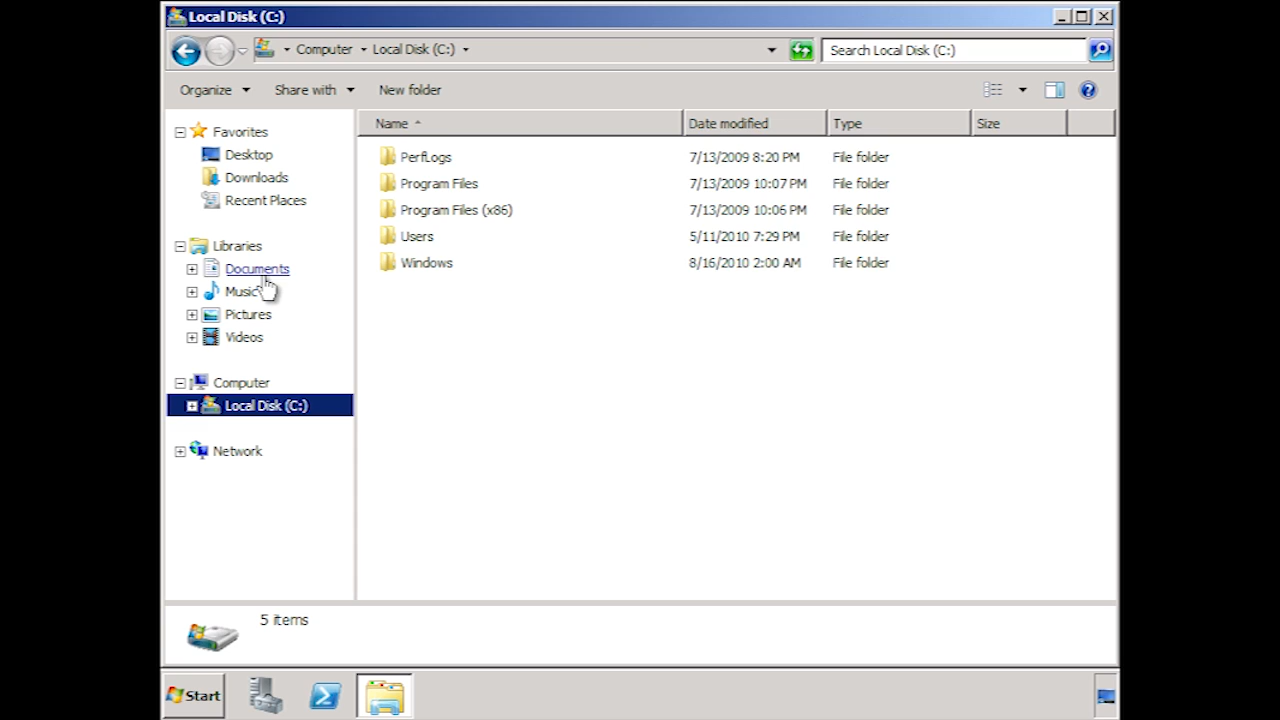 Local Disk (C:)
Computer Local Disk (C:) Search Local Disk (C:)
Organize Share with New folder
Name Date modified Type Size
Favorites
Desktop
Downloads
Recent Places
Libraries
Documents
Music
Pictures
Videos
Computer
Local Disk (C:)
Network
PerfLogs 7/13/2009 8:20 PM File folder
Program Files 7/13/2009 10:07 PM File folder
Program Files (x86) 7/13/2009 10:06 PM File folder
Users 5/11/2010 7:29 PM File folder
Windows 8/16/2010 2:00 AM File folder
5 items
Start